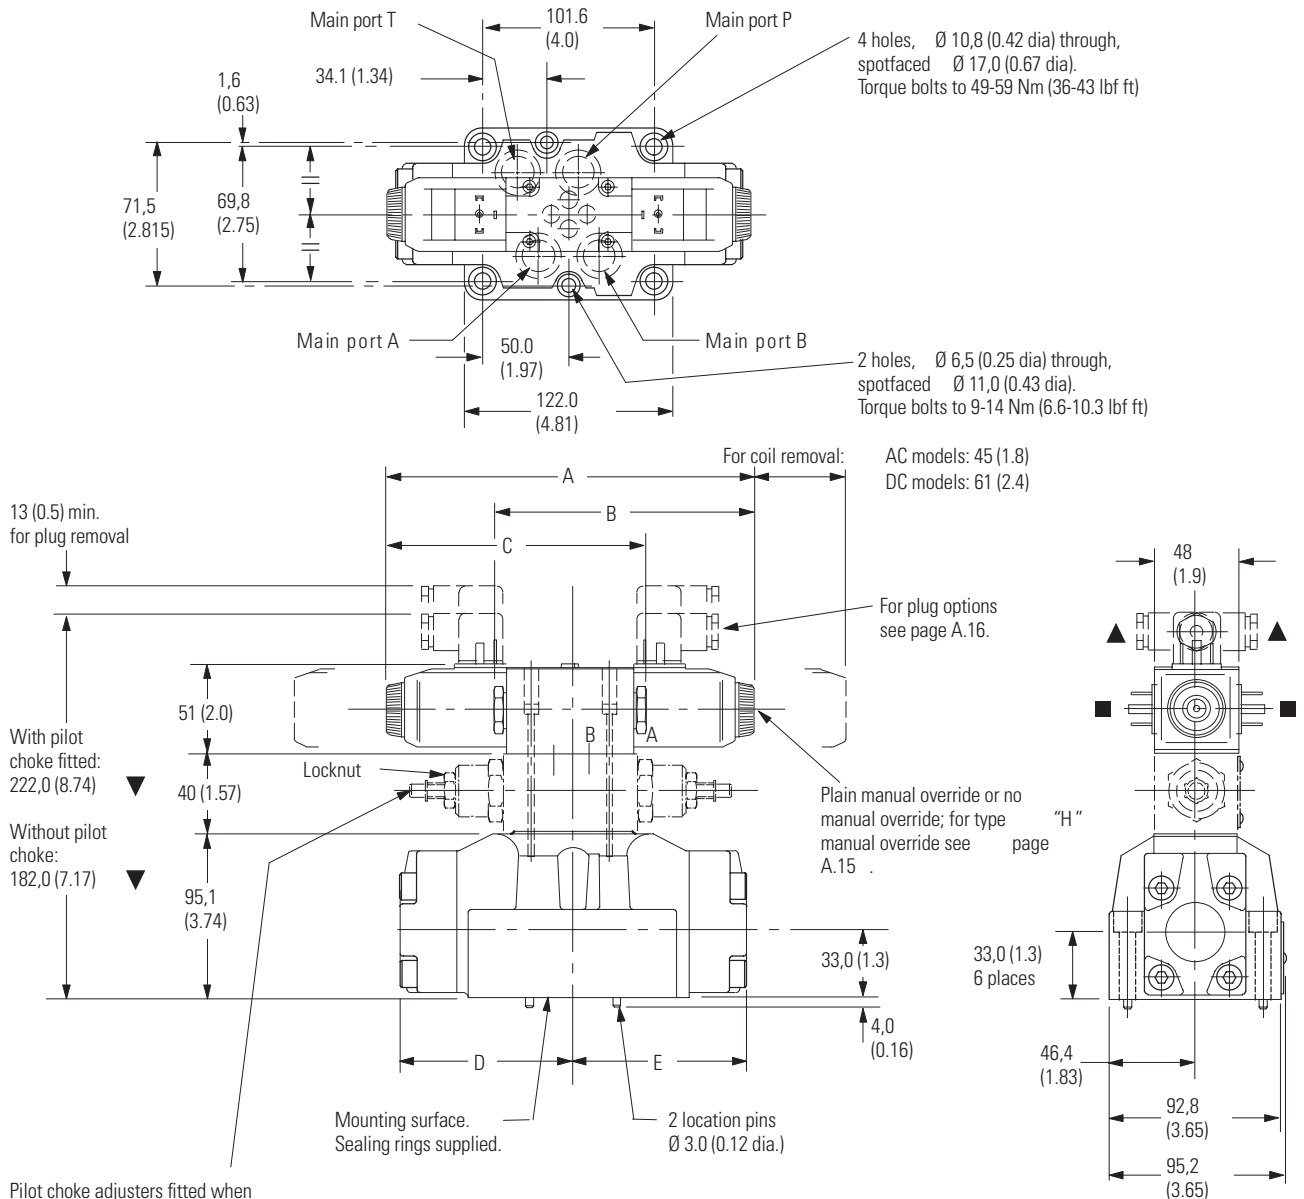 Main port T
101.6
(4.0)
Main port P
4 holes, Ø 10,8 (0.42 dia) through,
spotfaced Ø 17,0 (0.67 dia).
Torque bolts to 49-59 Nm (36-43 lbf ft)
34.1 (1.34)
1,6
(0.63)
71,5
(2.815)
69,8
(2.75)
Main port A
50.0
(1.97)
Main port B
122.0
(4.81)
2 holes, Ø 6,5 (0.25 dia) through,
spotfaced Ø 11,0 (0.43 dia).
Torque bolts to 9-14 Nm (6.6-10.3 lbf ft)
For coil removal: AC models: 45 (1.8)
DC models: 61 (2.4)
A
B
C
13 (0.5) min.
for plug removal
48
(1.9)
For plug options
see page A.16.
51 (2.0)
B A
With pilot
choke fitted:
222,0 (8.74) ▼
Locknut
40 (1.57)
Plain manual override or no
manual override; for type "H"
manual override see page
A.15 .
Without pilot
choke:
182,0 (7.17) ▼
95,1
(3.74)
33,0 (1.3)
33,0 (1.3)
6 places
4,0
(0.16)
D E
46,4
(1.83)
Mounting surface.
Sealing rings supplied.
2 location pins
Ø 3.0 (0.12 dia.)
92,8
(3.65)
95,2
(3.65)
Pilot choke adjusters fitted when